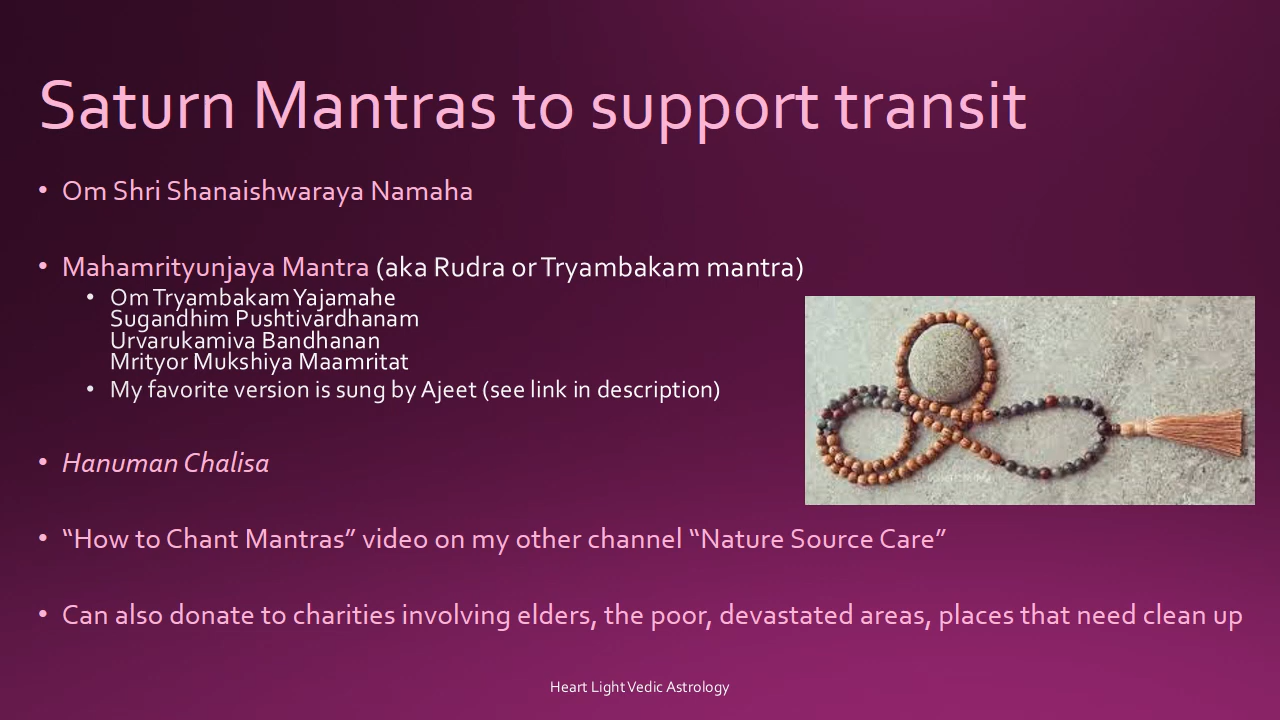 Saturn Mantras to support transit
• Om Shri Shanaishwaraya Namaha
• Mahamrityunjaya Mantra (aka Rudra or Tryambakam mantra)
• Om Tryambakam Yajamahe
Sugandhim Pushtivardhanam
Urvarukamiva Bandhanan
Mrityor Mukshiya Maamritat
• My favorite version is sung by Ajeet (see link in description)
• Hanuman Chalisa
• “How to Chant Mantras” video on my other channel “Nature Source Care”
• Can also donate to charities involving elders, the poor, devastated areas, places that need clean up
Heart Light Vedic Astrology